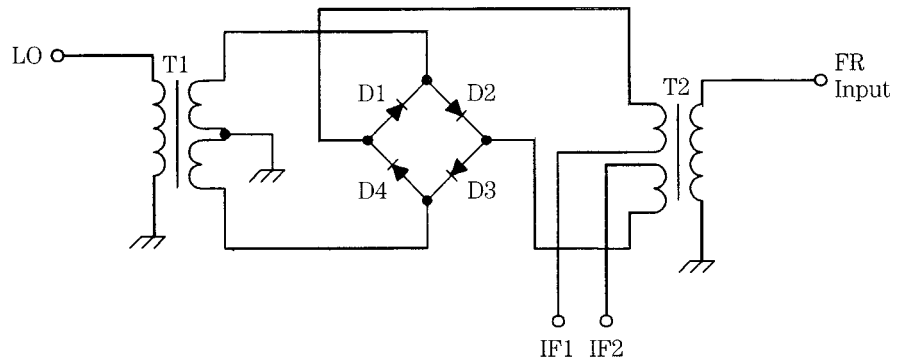 LO
T1
D1
D2
D4
D3
T2
FR
Input
IF1
IF2